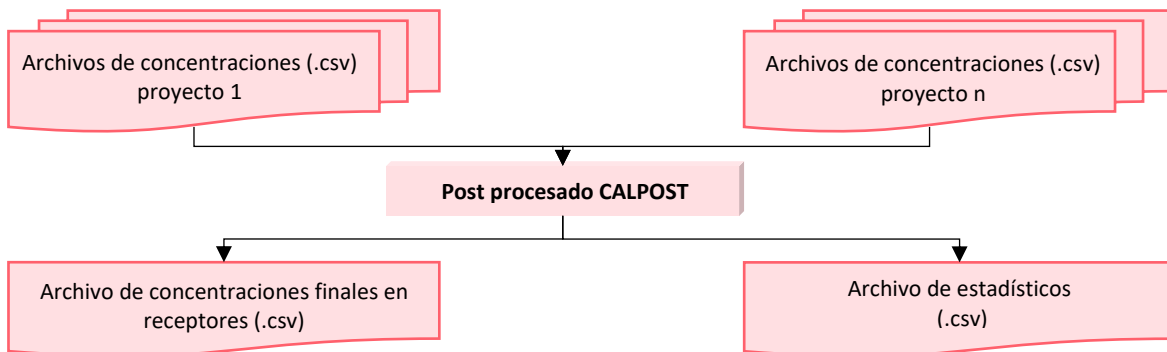 Archivos de concentraciones (.csv)
proyecto 1
Archivos de concentraciones (.csv)
proyecto n
Post procesado CALPOST
Archivo de concentraciones finales en
receptores (.csv)
Archivo de estadísticos
(.csv)